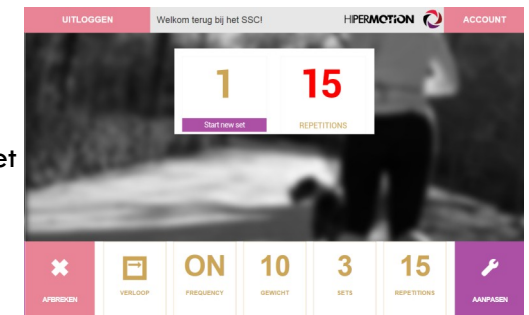 UITLOGGEN Welkom terug bij het SSC! HIPERMOTION ACCOUNT
1 15
Start new set REPETITIONS
et
ON 10 3 15
AFBREKEN VERLOOP FREQUENCY GEWICHT SETS REPETITIONS AANPASSEN